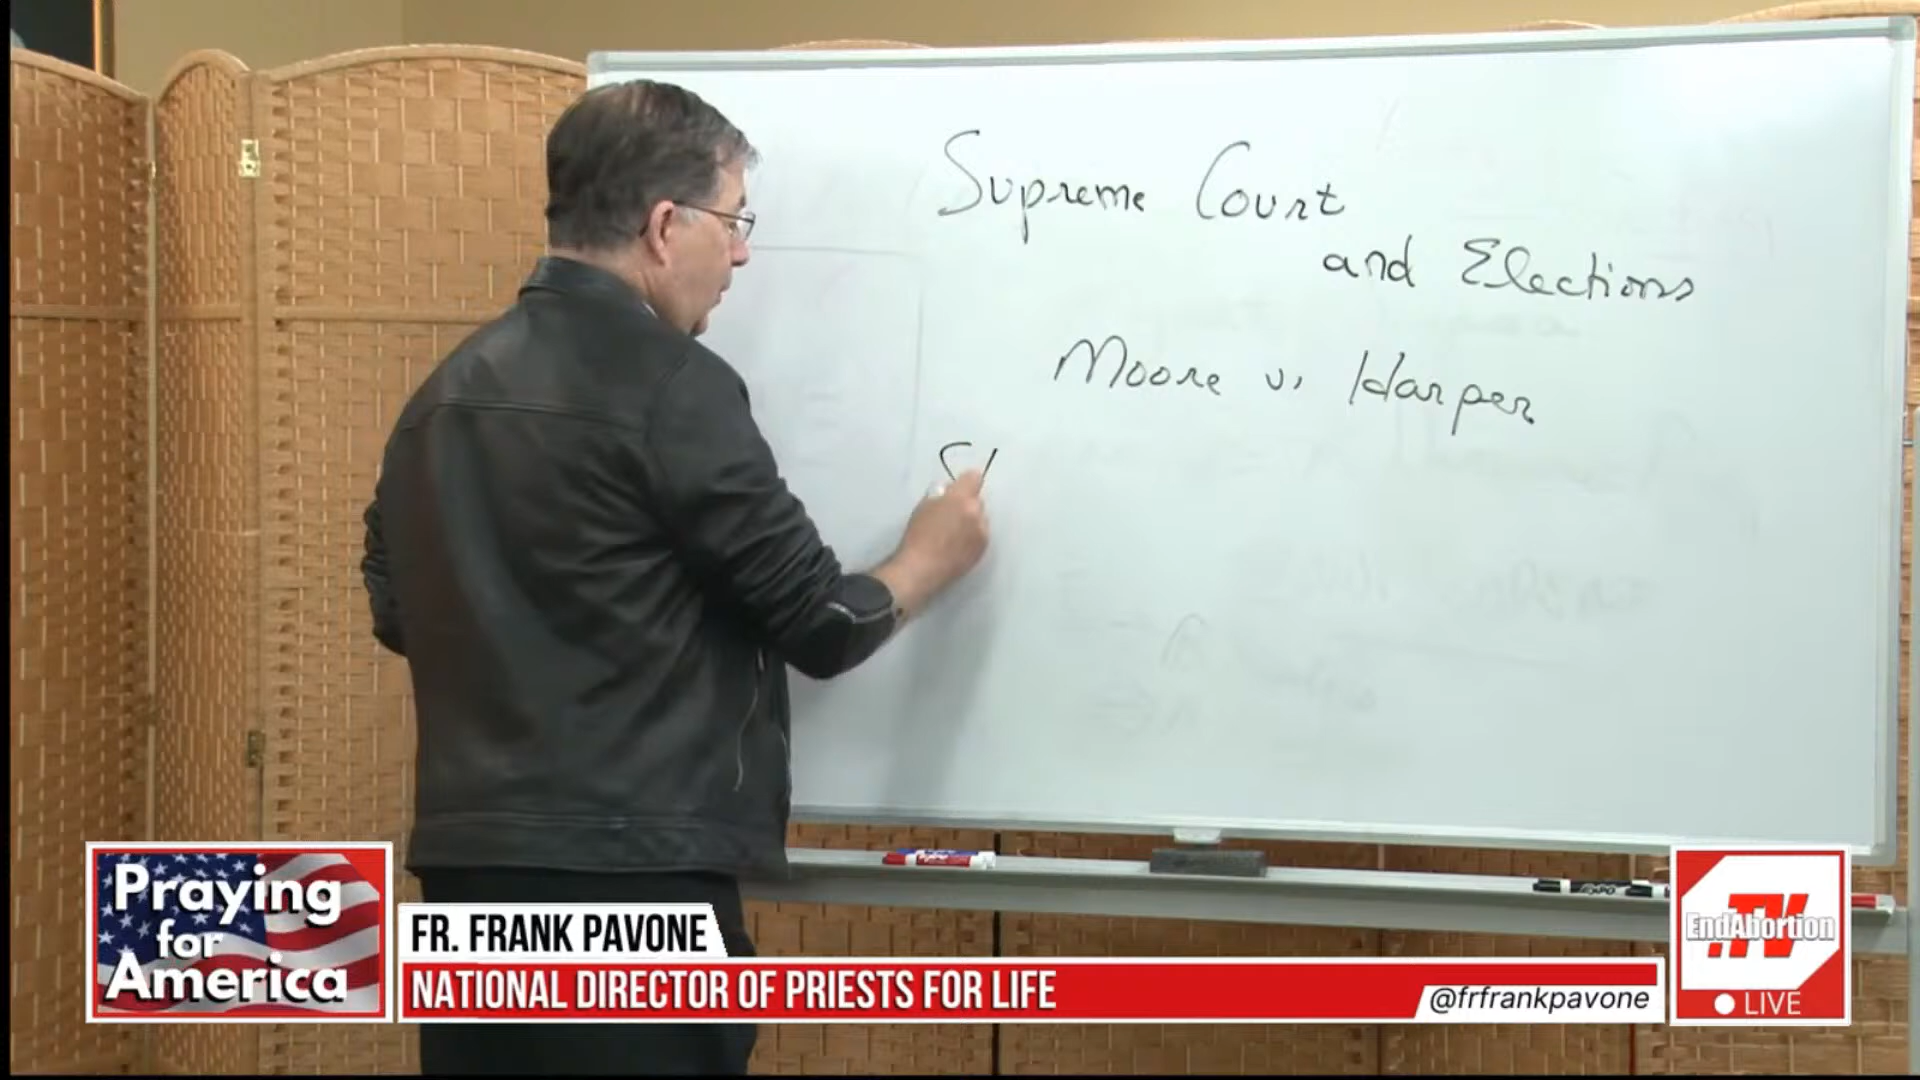 Supreme Court
and Elections
Moore v. Harper
Praying
for
America
FR. FRANK PAVONE
NATIONAL DIRECTOR OF PRIESTS FOR LIFE
@frfrankpavone
.TV
EndAbortion
LIVE
EXPO